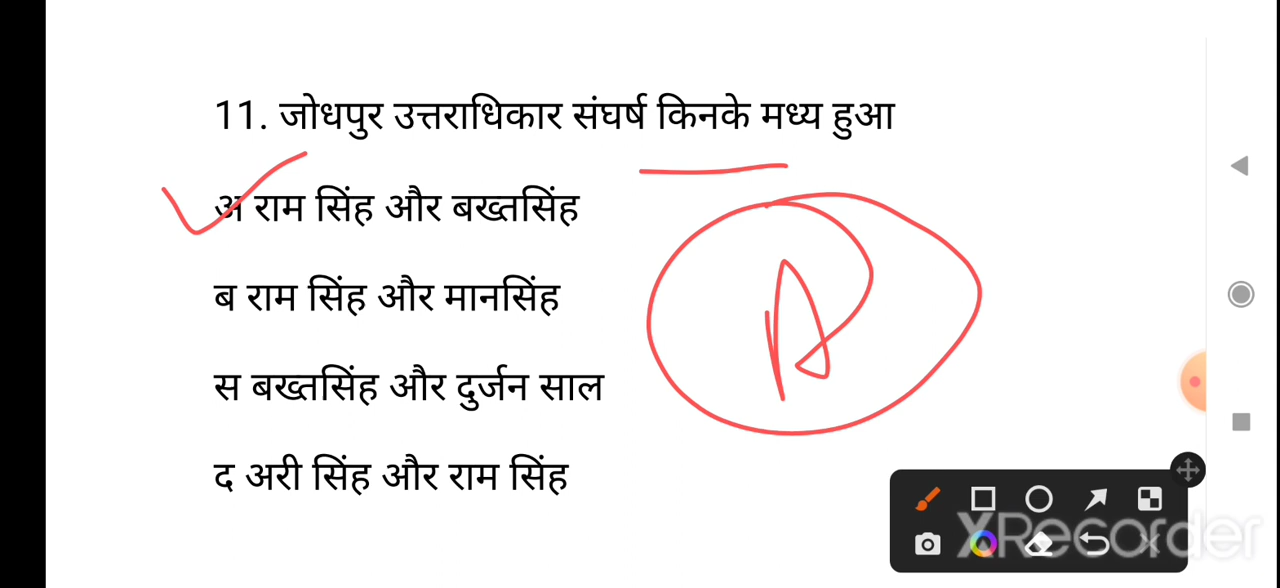 11. जोधपुर उत्तराधिकार संघर्ष किनके मध्य हुआ
अ राम सिंह और बख्तसिंह
ब राम सिंह और मानसिंह
स बख्तसिंह और दुर्जन साल
द अरी सिंह और राम सिंह
A
XRecorder